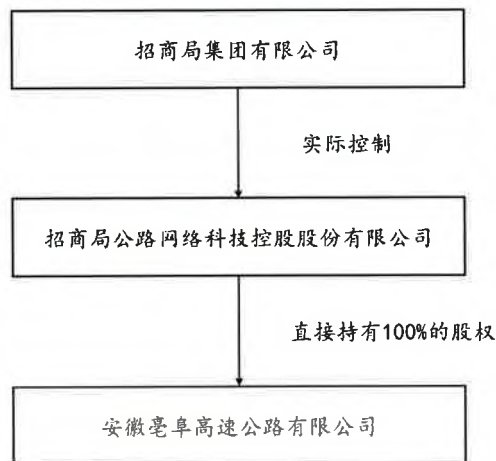 招商局集团有限公司
实际控制
招商局公路网络科技控股股份有限公司
直接持有100%的股权
安徽亳阜高速公路有限公司